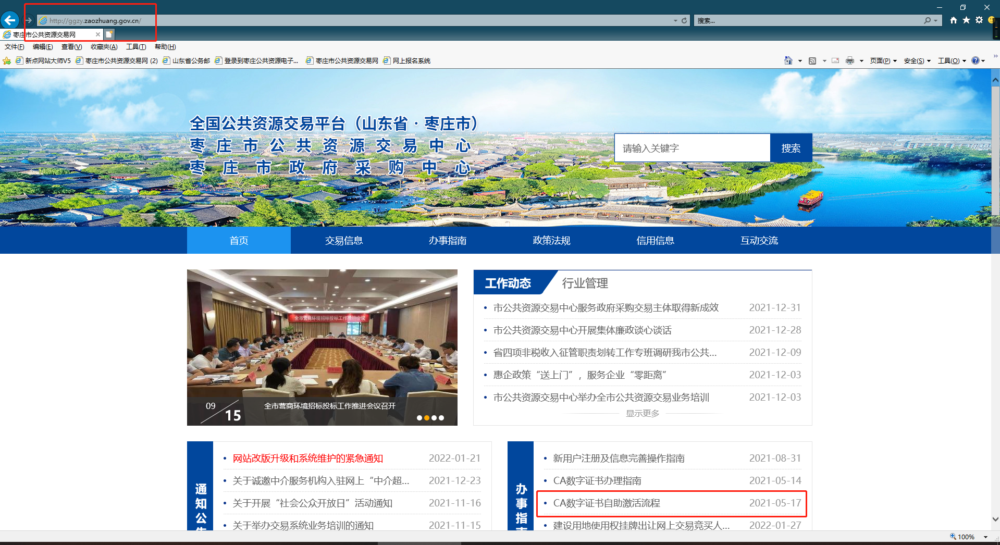 http://ggzy.zaozhuang.gov.cn/
搜索...
枣庄市公共资源交易网
文件(F) 编辑(E) 查看(V) 收藏夹(A) 工具(T) 帮助(H)
新点网站大师V5 枣庄市公共资源交易网 (2) 山东省公务邮 登录到枣庄公共资源电子... 枣庄市公共资源交易网 网上报名系统
页面(P) 安全(S) 工具(O)
全国公共资源交易平台（山东省·枣庄市）
枣庄市公共资源交易中心
枣庄市政府采购中心
请输入关键字 搜索
首页 交易信息 办事指南 政策法规 信用信息 互动交流
全市营商环境招标投标工作推进会议
09
15
全市营商环境招标投标工作推进会议召开
工作动态 行业管理
市公共资源交易中心服务政府采购交易主体取得新成效 2021-12-31
市公共资源交易中心开展集体廉政谈心谈话 2021-12-28
省四项非税收入征管职责划转工作专班调研我市公共... 2021-12-09
惠企政策“送上门”，服务企业“零距离” 2021-12-03
市公共资源交易中心举办全市公共资源交易业务培训 2021-12-03
显示更多
通知公告
网站改版升级和系统维护的紧急通知 2022-01-21
关于诚邀中介服务机构入驻网上“中介超... 2021-12-23
关于开展“社会公众开放日”活动通知 2021-11-16
关于举办交易系统业务培训的通知 2021-11-15
办事指南
新用户注册及信息完善操作指南 2021-08-31
CA数字证书办理指南 2021-05-14
CA数字证书自助激活流程 2021-05-17
建设用地使用权挂牌出让网上交易竞买人... 2022-01-27
100%